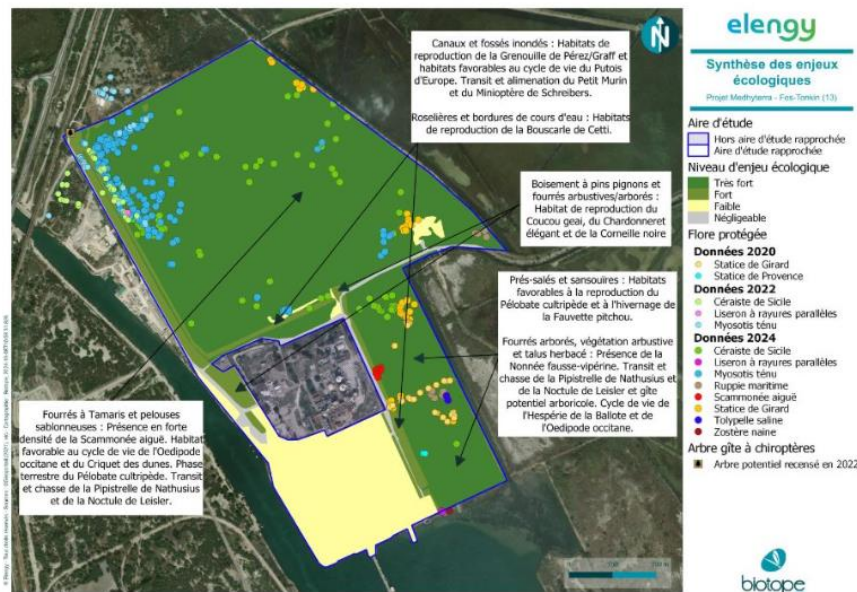 Canaux et fossés inondés : Habitats de
reproduction de la Grenouille de Pérez/Graff et
habitats favorables au cycle de vie du Putois
d'Europe. Transit et alimenation du Petit Murin
et du Minioptère de Schreibers.
Roselières et bordures de cours d'eau : Habitats
de reproduction de la Bouscarle de Cetti.
N
Boisement à pins pignons et
fourrés arbustives/arborés :
Habitat de reproduction du
Coucou geai, du Chardonneret
élégant et de la Corneille noire
Prés-salés et sansouïres : Habitats
favorables à la reproduction du
Pélobate cultripède et à l'hivernage de
la Fauvette pitchou.
Fourrés arborés, végétation arbustive
et talus herbacé : Présence de la
Nonnée fausse-vipérine. Transit et
chasse de la Pipistrelle de Nathusius et
de la Noctule de Leisler et gîte
potentiel arboricole. Cycle de vie de
l'Hespérie de la Ballote et de
l'Oedipode occitane.
Fourrés à Tamaris et pelouses
sablonneuses : Présence en forte
densité de la Scammonée aiguë. Habitat
favorable au cycle de vie de l'Oedipode
occitane et du Criquet des dunes. Phase
terrestre du Pélobate cultripède. Transit
et chasse de la Pipistrelle de Nathusius
et de la Noctule de Leisler.
elengy
Synthèse des enjeux
écologiques
Projet Medhyterra - Fos-Tonkin (13)
Aire d'étude
Hors aire d'étude rapprochée
Aire d'étude rapprochée
Niveau d'enjeu écologique
Très fort
Fort
Faible
Négligeable
Flore protégée
Données 2020
Statice de Girard
Statice de Provence
Données 2022
Céraiste de Sicile
Liseron à rayures parallèles
Myosotis ténu
Données 2024
Céraiste de Sicile
Liseron à rayures parallèles
Myosotis ténu
Ruppie maritime
Scammonée aiguë
Statice de Girard
Tolypelle saline
Zostère naine
Arbre gîte à chiroptères
Arbre potentiel recensé en 2022
biotope